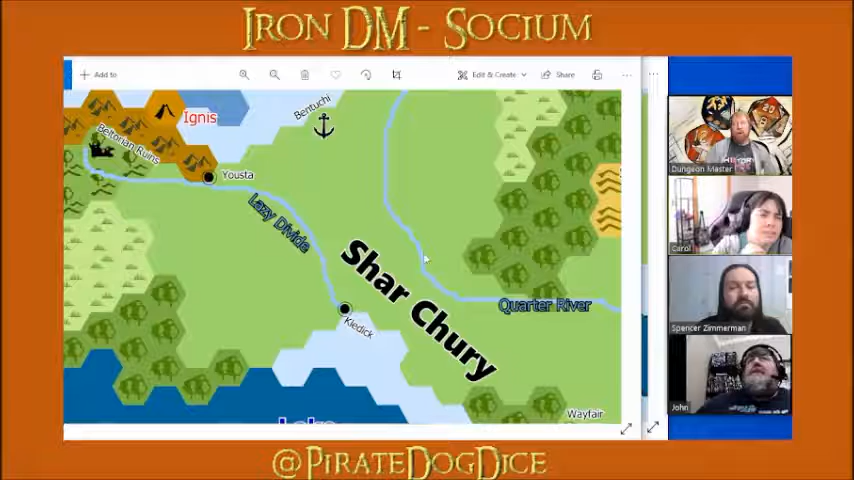 Iron DM - Socium
Add to
Edit & Create
Share
Bentuchi
Ignis
Beltorian Ruins
Yousta
Lazy Divide
Shar Chury
Quarter River
Kledick
Wayfair
Dungeon Master
Carol
Spencer Zimmerman
John
@PirateDogDice